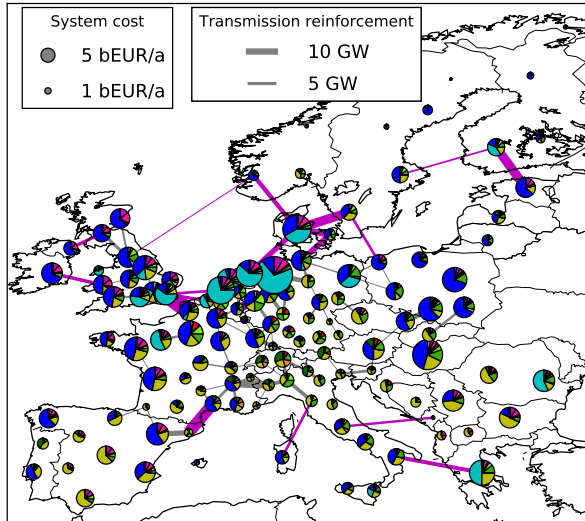 System cost
5 bEUR/a
1 bEUR/a
Transmission reinforcement
10 GW
5 GW